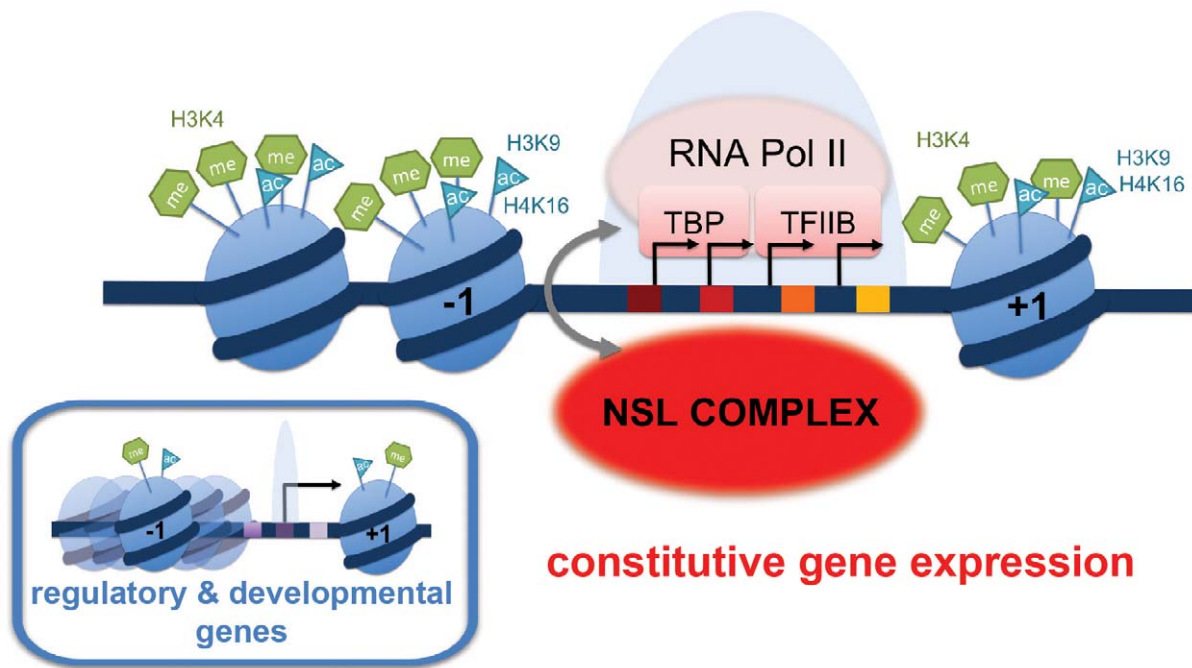 H3K4
me
me
me
ac
ac
me
me
me
ac
ac
H3K9
H4K16
-1
RNA Pol II
TBP
TFIIB
H3K4
me
me
ac
me
ac
H3K9
H4K16
+1
NSL COMPLEX
constitutive gene expression
me
ac
-1
ac
me
+1
regulatory & developmental
genes